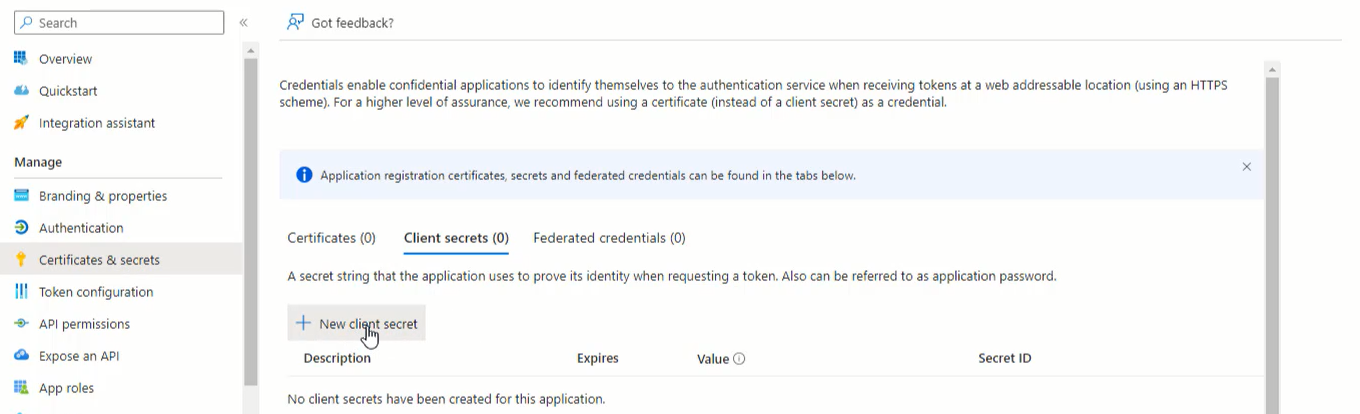 Search
«
Overview
Quickstart
Integration assistant
Manage
Branding & properties
Authentication
Certificates & secrets
Token configuration
API permissions
Expose an API
App roles
Got feedback?
Credentials enable confidential applications to identify themselves to the authentication service when receiving tokens at a web addressable location (using an HTTPS
scheme). For a higher level of assurance, we recommend using a certificate (instead of a client secret) as a credential.
Application registration certificates, secrets and federated credentials can be found in the tabs below.
Certificates (0) Client secrets (0) Federated credentials (0)
A secret string that the application uses to prove its identity when requesting a token. Also can be referred to as application password.
New client secret
Description Expires Value Secret ID
No client secrets have been created for this application.